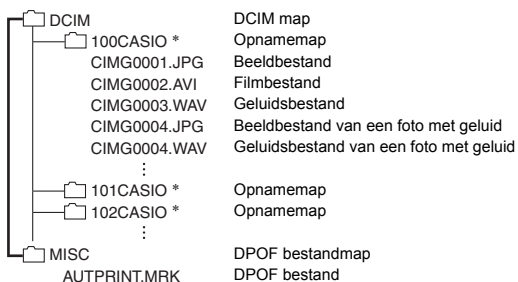 DCIM DCIM map
100CASIO * Opnamemap
CIMG0001.JPG Beeldbestand
CIMG0002.AVI Filmbestand
CIMG0003.WAV Geluidsbestand
CIMG0004.JPG Beeldbestand van een foto met geluid
CIMG0004.WAV Geluidsbestand van een foto met geluid
101CASIO * Opnamemap
102CASIO * Opnamemap
MISC DPOF bestandmap
AUTPRINT.MRK DPOF bestand